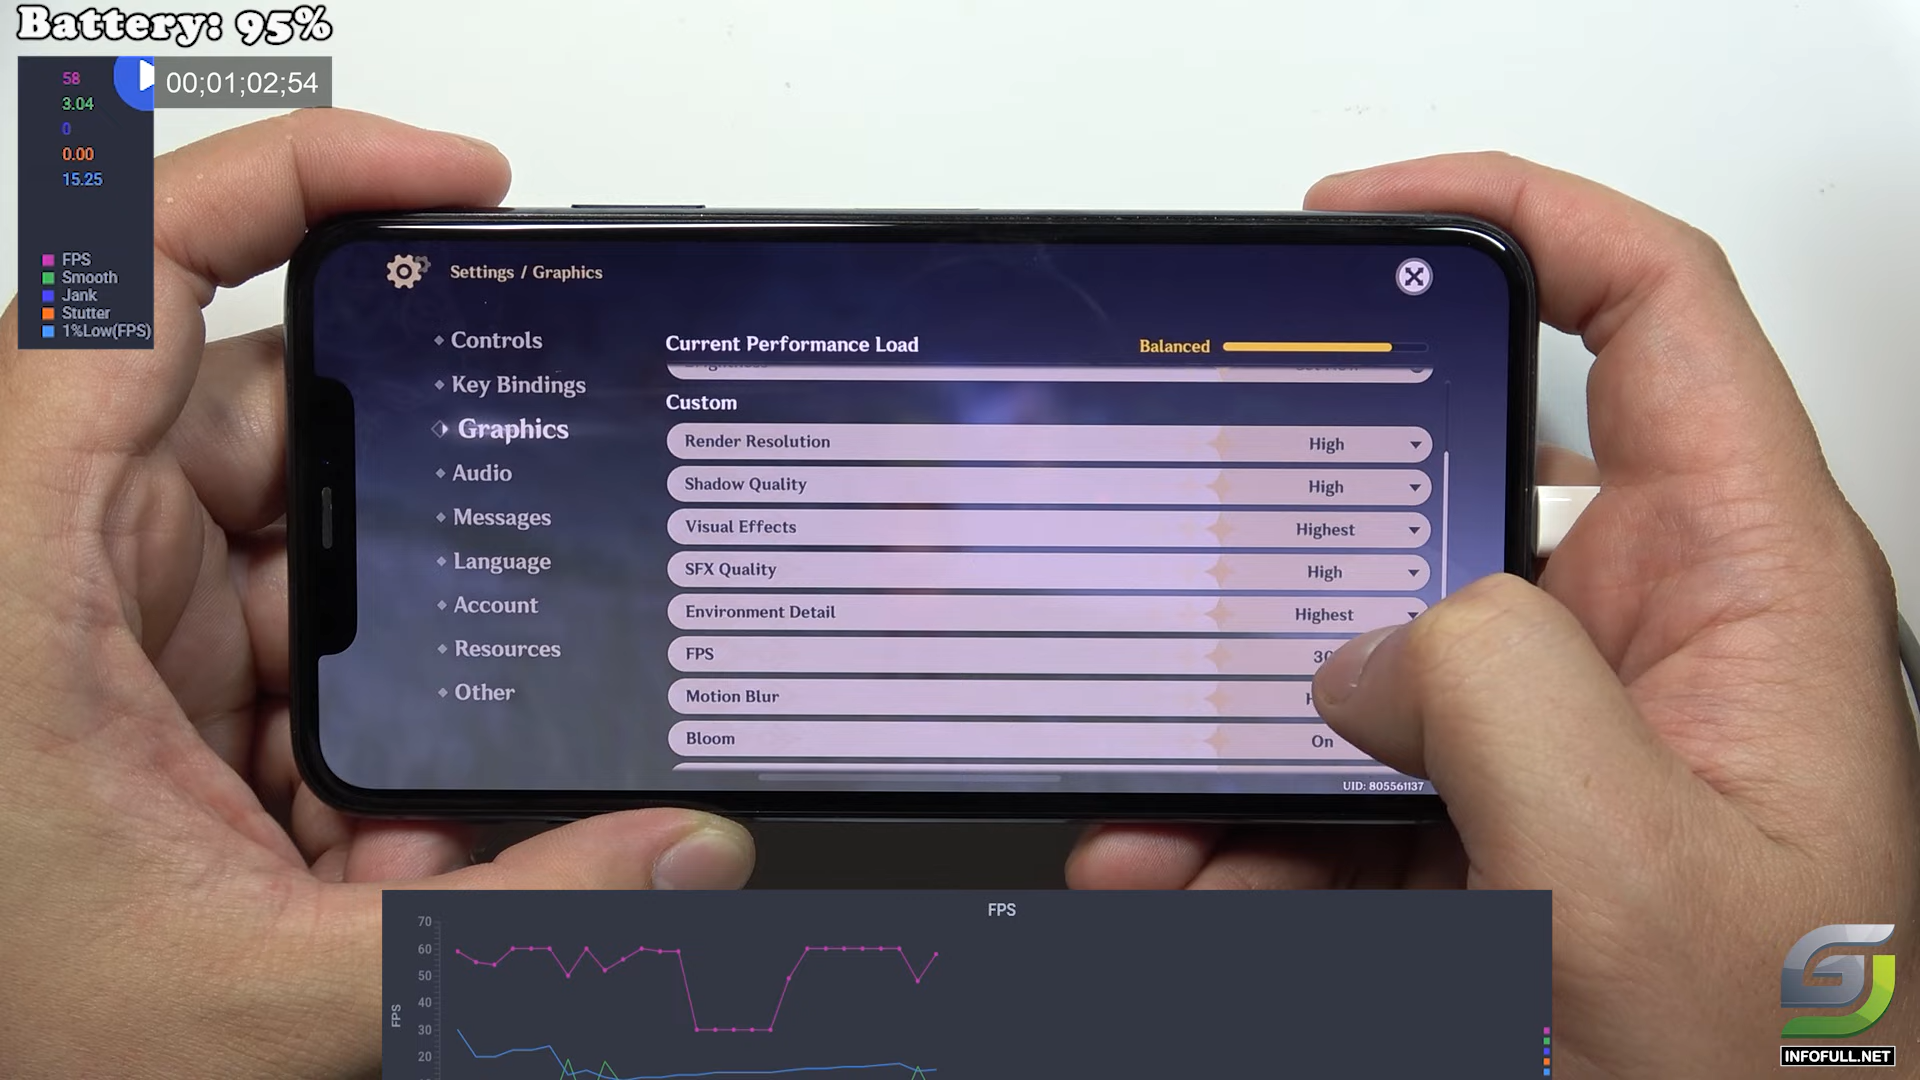 Battery: 95%
58
00;01;02;54
3.04
0
0.00
15.25
FPS
Smooth
Jank
Stutter
1%Low(FPS)
Settings / Graphics
Controls
Key Bindings
Graphics
Audio
Messages
Language
Account
Resources
Other
Current Performance Load
Balanced
Custom
Render Resolution High
Shadow Quality High
Visual Effects Highest
SFX Quality High
Environment Detail Highest
FPS
Motion Blur
Bloom On
UID: 805561137
FPS
70
60
50
40
30
20
FPS
INFOFULL.NET